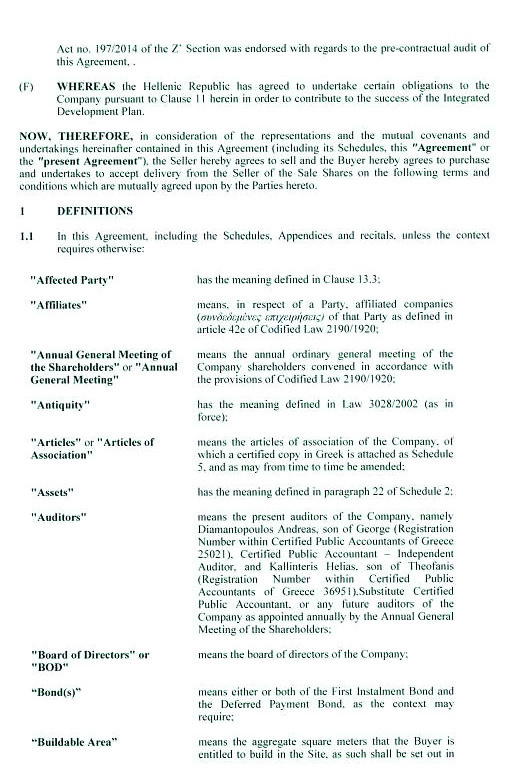 Act no. 197/2014 of the Z' Section was endorsed with regards to the pre-contractual audit of
this Agreement, .
(F) WHEREAS the Hellenic Republic has agreed to undertake certain obligations to the
Company pursuant to Clause 11 herein in order to contribute to the success of the Integrated
Development Plan.
NOW, THEREFORE, in consideration of the representations and the mutual covenants and
undertakings hereinafter contained in this Agreement (including its Schedules, this "Agreement" or
the "present Agreement"), the Seller hereby agrees to sell and the Buyer hereby agrees to purchase
and undertakes to accept delivery from the Seller of the Sale Shares on the following terms and
conditions which are mutually agreed upon by the Parties hereto.
1 DEFINITIONS
1.1 In this Agreement, including the Schedules, Appendices and recitals, unless the context
requires otherwise:
"Affected Party" has the meaning defined in Clause 13.3;
"Affiliates" means, in respect of a Party, affiliated companies
(συνδεδεμένες επιχειρήσεις) of that Party as defined in
article 42e of Codified Law 2190/1920;
"Annual General Meeting of means the annual ordinary general meeting of the
the Shareholders" or "Annual Company shareholders convened in accordance with
General Meeting" the provisions of Codified Law 2190/1920;
"Antiquity" has the meaning defined in Law 3028/2002 (as in
force);
"Articles" or "Articles of means the articles of association of the Company, of
Association" which a certified copy in Greek is attached as Schedule
5, and as may from time to time be amended;
"Assets" has the meaning defined in paragraph 22 of Schedule 2;
"Auditors" means the present auditors of the Company, namely
Diamantopoulos Andreas, son of George (Registration
Number within Certified Public Accountants of Greece
25021), Certified Public Accountant – Independent
Auditor, and Kallinteris Helias, son of Theofanis
(Registration Number within Certified Public
Accountants of Greece 36951),Substitute Certified
Public Accountant, or any future auditors of the
Company as appointed annually by the Annual General
Meeting of the Shareholders;
"Board of Directors" or means the board of directors of the Company;
"BOD"
"Bond(s)" means either or both of the First Instalment Bond and
the Deferred Payment Bond, as the context may
require;
"Buildable Area" means the aggregate square meters that the Buyer is
entitled to build in the Site, as such shall be set out in